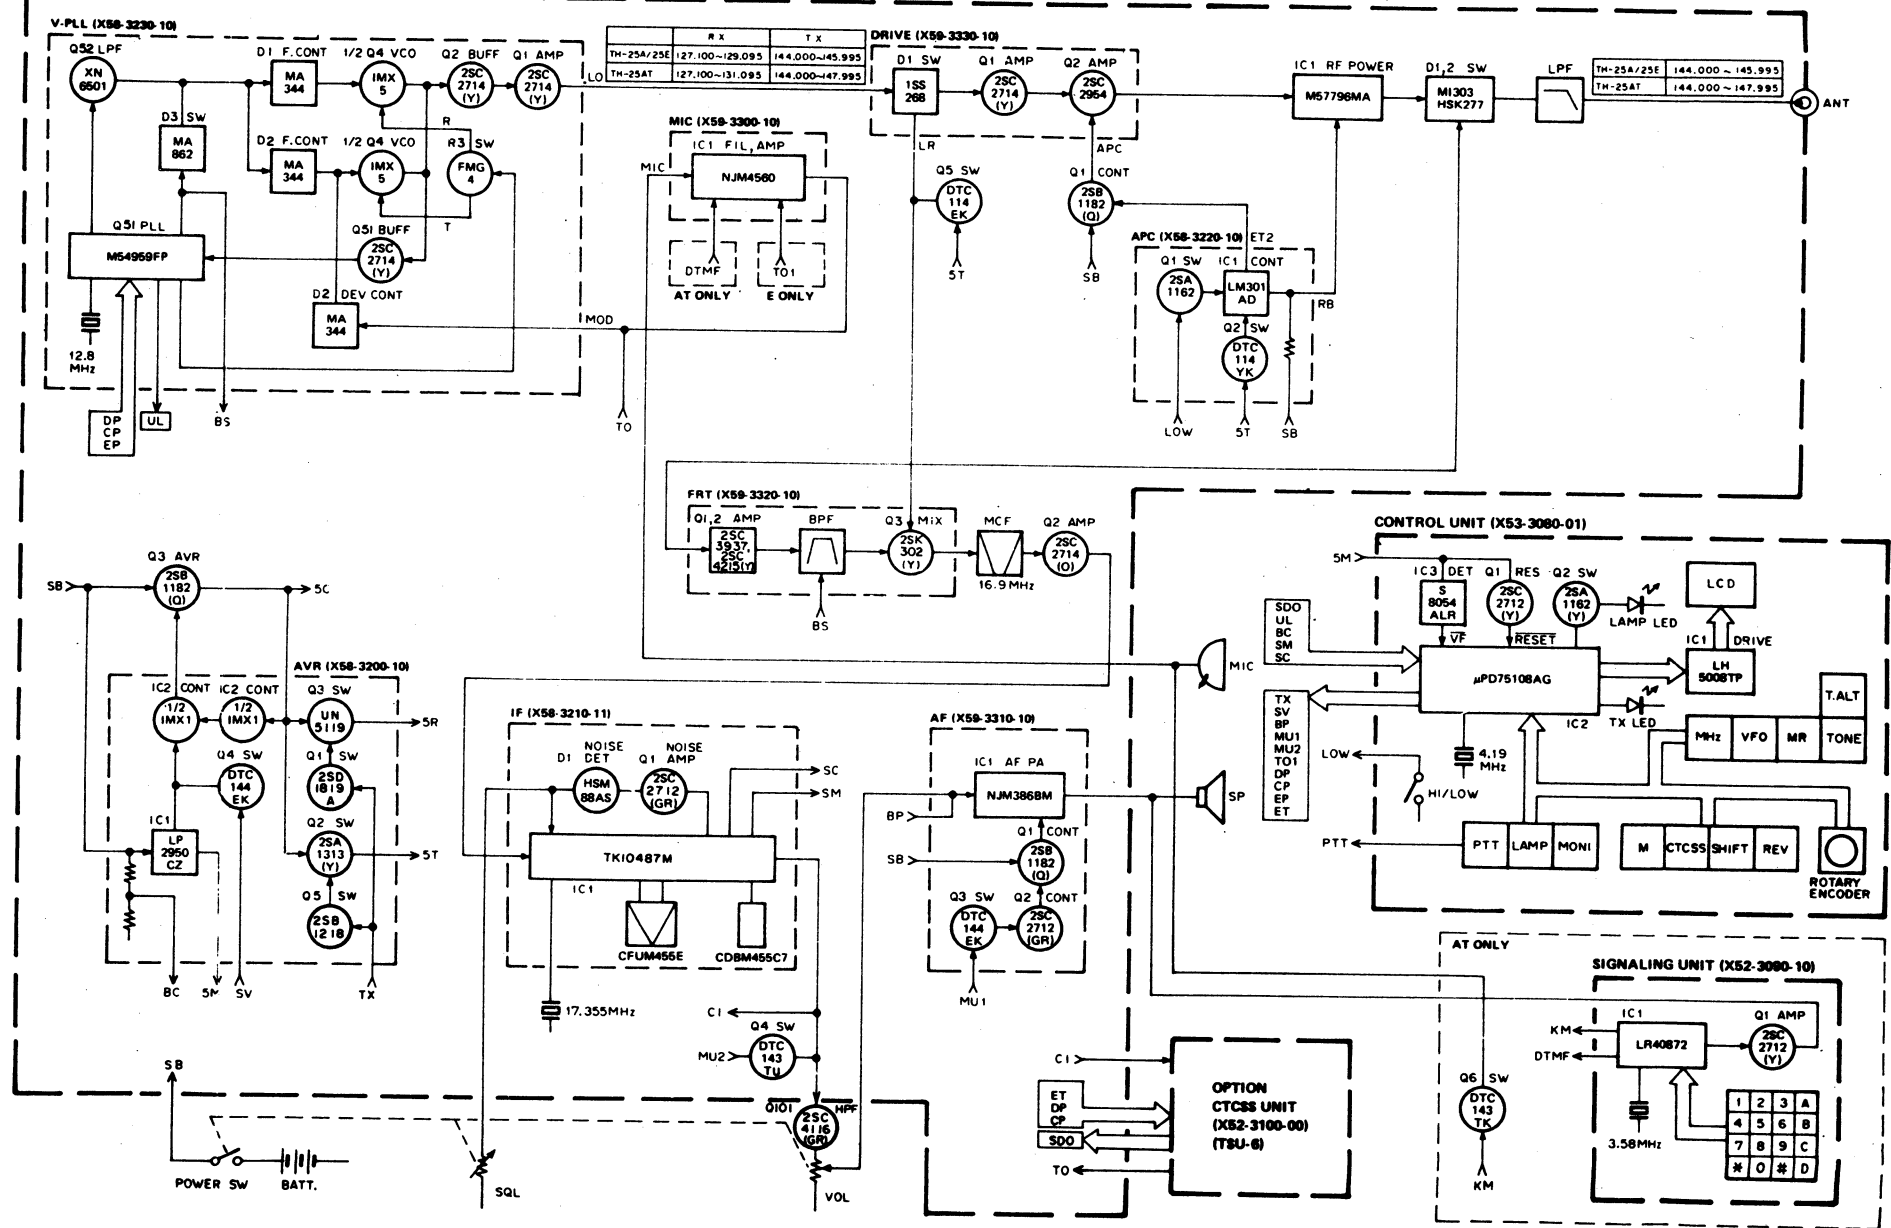 V-PLL (X58-3230-10)
Q52 LPF
XN
6501
D1 F.CONT
MA
344
1/2 Q4 VCO
IMX
5
Q2 BUFF
2SC
2714
(Y)
Q1 AMP
2SC
2714
(Y)
LO
D3 SW
MA
862
D2 F.CONT
MA
344
1/2 Q4 VCO
IMX
5
R
R3 SW
FMG
4
T
Q51 PLL
M54959FP
Q51 BUFF
2SC
2714
(Y)
D2 DEV CONT
MA
344
12.8
MHz
DP
CP
EP
UL
BS
MOD
TO
RX TX
TH-25A/25E 127.100~129.095 144.000~145.995
TH-25AT 127.100~131.095 144.000~147.995
DRIVE (X59-3330-10)
D1 SW
1SS
268
Q1 AMP
2SC
2714
(Y)
Q2 AMP
2SC
2954
LR
APC
IC1 RF POWER
M57796MA
D1,2 SW
MI303
HSK277
LPF
TH-25A/25E 144.000 ~ 145.995
TH-25AT 144.000 ~ 147.995
ANT
MIC (X59-3300-10)
IC1 FIL, AMP
MIC
NJM4560
DTMF
AT ONLY
TO1
E ONLY
Q5 SW
DTC
114
EK
5T
Q1 CONT
2SB
1182
(Q)
SB
APC (X58-3220-10)
ET2
Q1 SW
2SA
1162
IC1 CONT
LM301
AD
Q2 SW
DTC
114
YK
RB
LOW
5T
SB
FRT (X59-3320-10)
Q1,2 AMP
2SC
3937,
2SC
4215(Y)
BPF
Q3 MIX
2SK
302
(Y)
MCF
16.9MHz
Q2 AMP
2SC
2714
(O)
BS
Q3 AVR
SB
2SB
1182
(Q)
5C
AVR (X58-3200-10)
IC2 CONT
1/2
IMX1
IC2 CONT
1/2
IMX1
Q3 SW
UN
5119
5R
Q4 SW
DTC
144
EK
Q1 SW
2SD
1819
A
IC1
LP
2950
CZ
Q2 SW
2SA
1313
(Y)
5T
Q5 SW
2SB
1218
BC
5M
SV
TX
IF (X58-3210-11)
NOISE
D1 DET
HSM
88AS
NOISE
Q1 AMP
2SC
2712
(GR)
SC
SM
TK10487M
IC1
CFUM455E
CDBM455C7
17.355MHz
CI
Q4 SW
MU2
DTC
143
TU
Q101
HPF
2SC
4116
(GR)
SQL
VOL
SB
POWER SW
BATT.
AF (X59-3310-10)
IC1 AF PA
NJM386BM
BP
Q1 CONT
SB
2SB
1182
(Q)
Q3 SW
DTC
144
EK
Q2 CONT
2SC
2712
(GR)
MU1
MIC
SP
CONTROL UNIT (X53-3080-01)
5M
IC3 DET
S
8054
ALR
VF
Q1 RES
2SC
2712
(Y)
RESET
Q2 SW
2SA
1162
(Y)
LAMP LED
LCD
IC1 DRIVE
LH
5008TP
SDO
UL
BC
SM
SC
μPD75108AG
IC2
TX LED
TX
SV
BP
MU1
MU2
TO1
DP
CP
EP
ET
LOW
HI/LOW
4.19
MHz
T.ALT
MHz VFO MR TONE
PTT
PTT LAMP MONI
M CTCSS SHIFT REV
ROTARY
ENCODER
AT ONLY
SIGNALING UNIT (X52-3090-10)
IC1
KM
DTMF
LR40872
Q1 AMP
2SC
2712
(Y)
3.58MHz
1 2 3 A
4 5 6 B
7 8 9 C
* 0 # D
Q6 SW
DTC
143
TK
KM
CI
ET
DP
CP
SDO
TO
OPTION
CTCSS UNIT
(X52-3100-00)
(TSU-6)